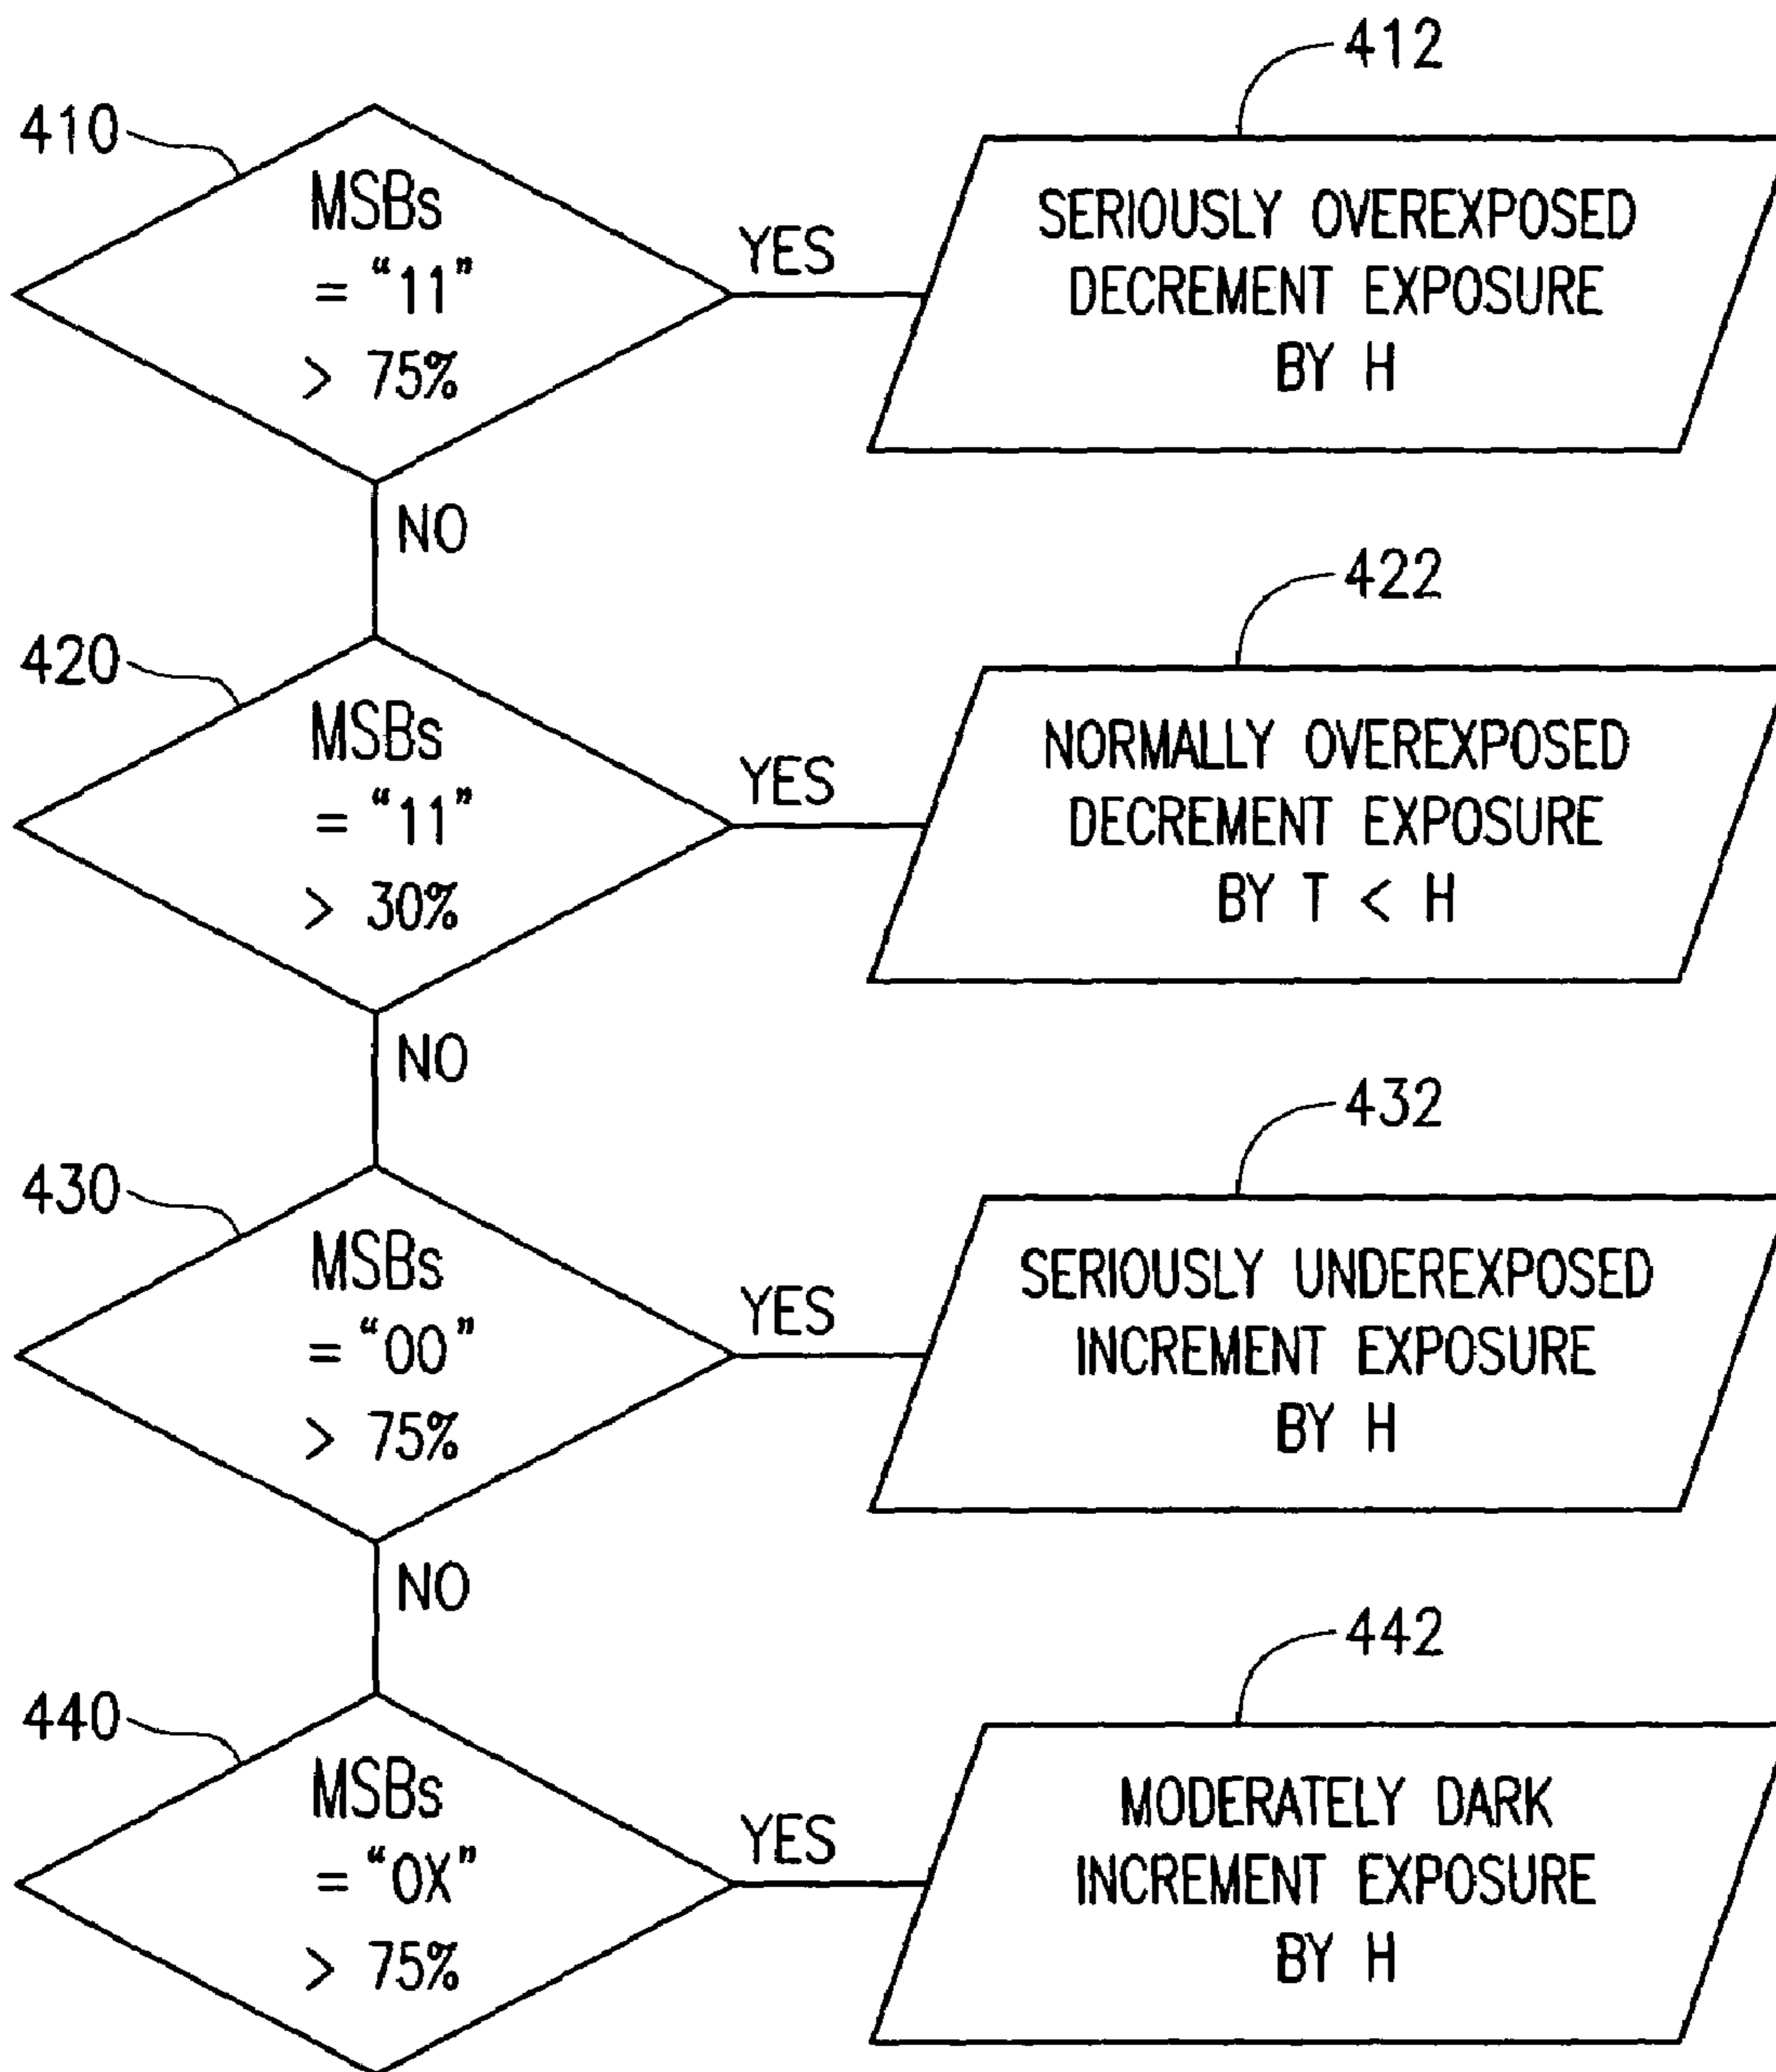 412
410
MSBs
= “11”
> 75%
YES
SERIOUSLY OVEREXPOSED
DECREMENT EXPOSURE
BY H
NO
422
420
MSBs
= “11”
> 30%
YES
NORMALLY OVEREXPOSED
DECREMENT EXPOSURE
BY T < H
NO
432
430
MSBs
= “00”
> 75%
YES
SERIOUSLY UNDEREXPOSED
INCREMENT EXPOSURE
BY H
NO
442
440
MSBs
= “0X”
> 75%
YES
MODERATELY DARK
INCREMENT EXPOSURE
BY H